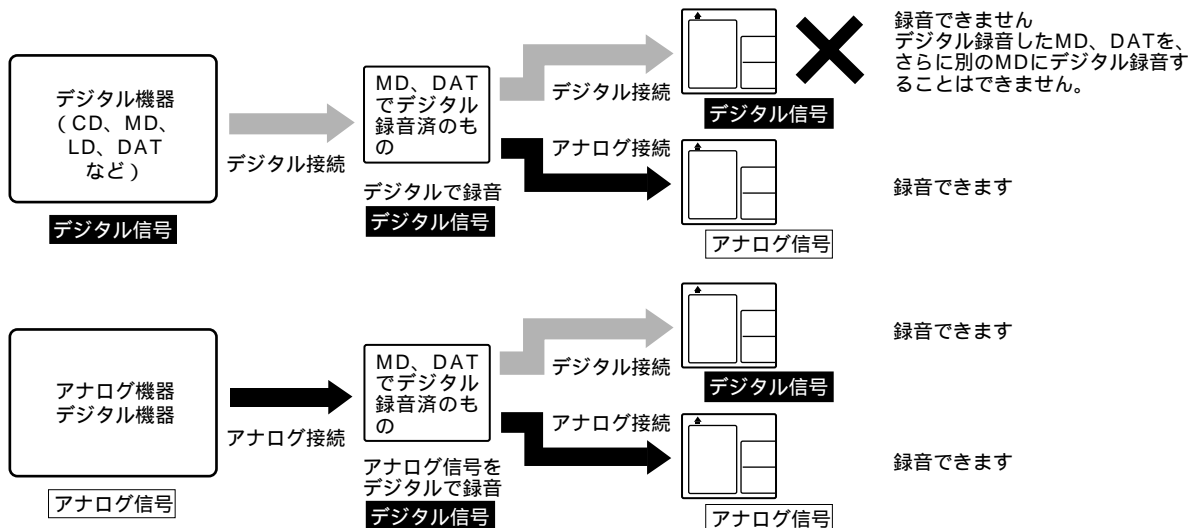 デジタル機器
(CD、MD、
LD、DAT
など)
デジタル信号
デジタル接続
MD、DAT
でデジタル
録音済のも
の
デジタルで録音
デジタル信号
デジタル接続
デジタル信号
録音できません
デジタル録音したMD、DATを、
さらに別のMDにデジタル録音す
ることはできません。
アナログ接続
アナログ信号
録音できます
アナログ機器
デジタル機器
アナログ信号
アナログ接続
MD、DAT
でデジタル
録音済のも
の
アナログ信号を
デジタルで録音
デジタル信号
デジタル接続
デジタル信号
録音できます
アナログ接続
アナログ信号
録音できます